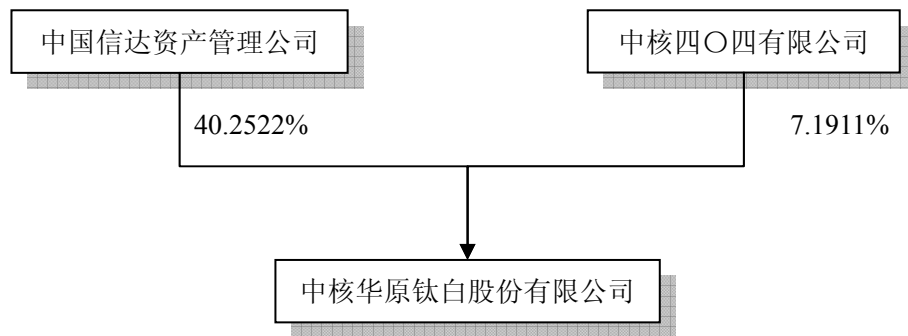 中国信达资产管理公司
中核四〇四有限公司
40.2522%
7.1911%
中核华原钛白股份有限公司